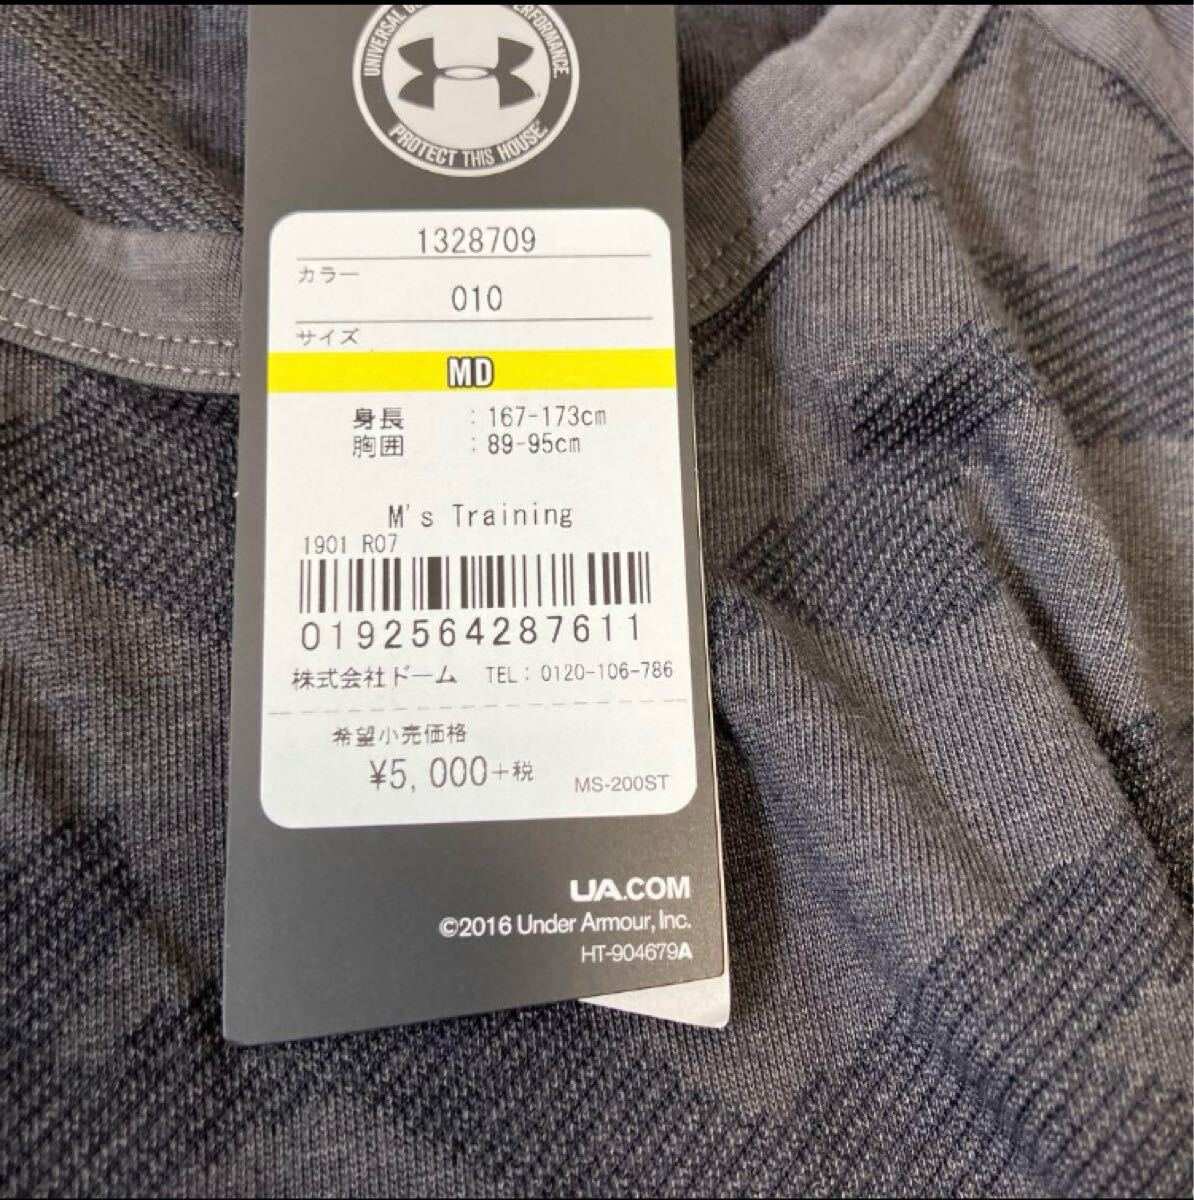 UNIVERSAL PERFORMANCE.
PROTECT THIS HOUSE.
1328709
カラー
010
サイズ
MD
身長 : 167-173cm
胸囲 : 89-95cm
M's Training
1901 R07
0192564287611
株式会社ドーム TEL: 0120-106-786
希望小売価格
¥5,000+税
MS-200ST
UA.COM
©2016 Under Armour, Inc.
HT-904679A